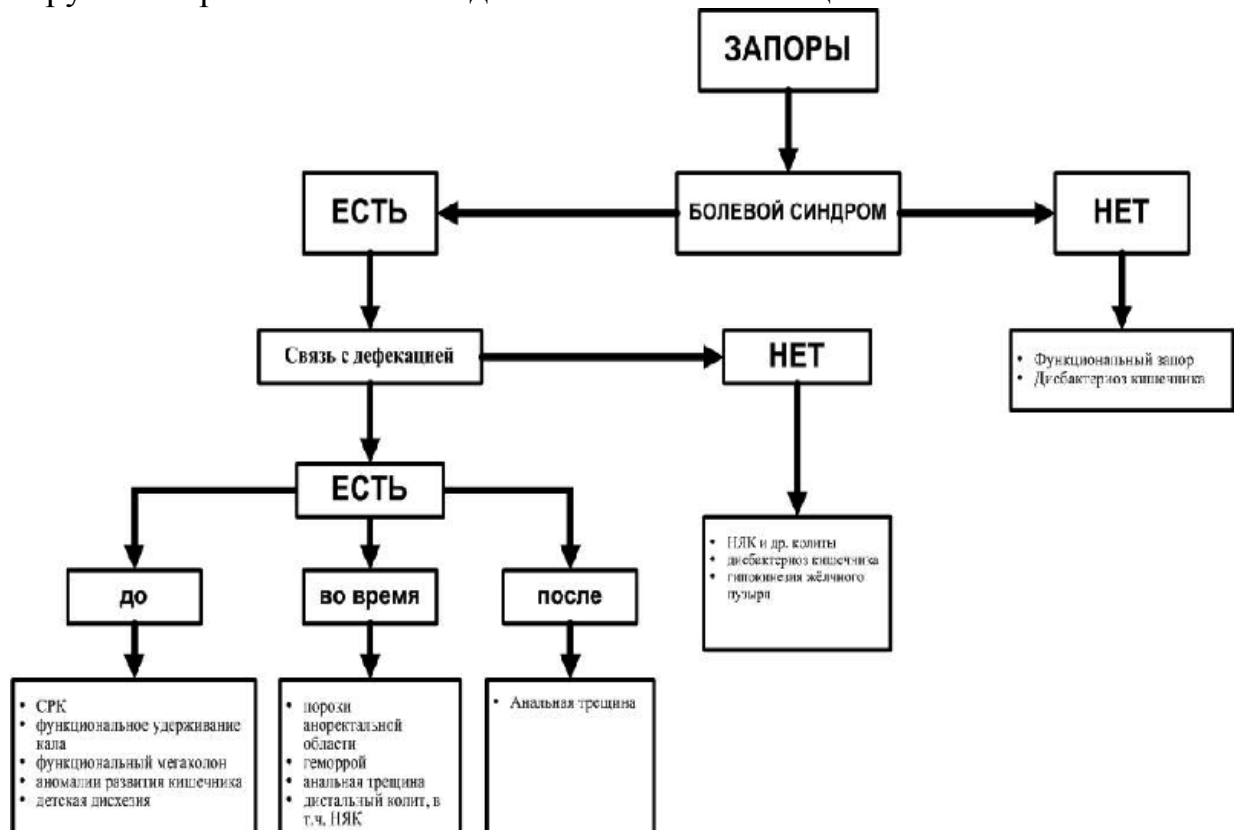 ЗАПОРЫ
ЕСТЬ
БОЛЕВОЙ СИНДРОМ
НЕТ
Связь с дефекацией
НЕТ
• Функциональный запор
• Дисбактериоз кишечника
ЕСТЬ
• НЯК и др. колиты
• дисбактериоз кишечника
• гипокинезия жёлчного
пузыря
до
во время
после
• СРК
• функциональное удерживание
кала
• функциональный мегаколон
• аномалии развития кишечника
• детская дисхезия
• пороки
аноректальной
области
• геморрой
• анальная трещина
• дистальный колит, в
т.ч. НЯК
• Анальная трещина